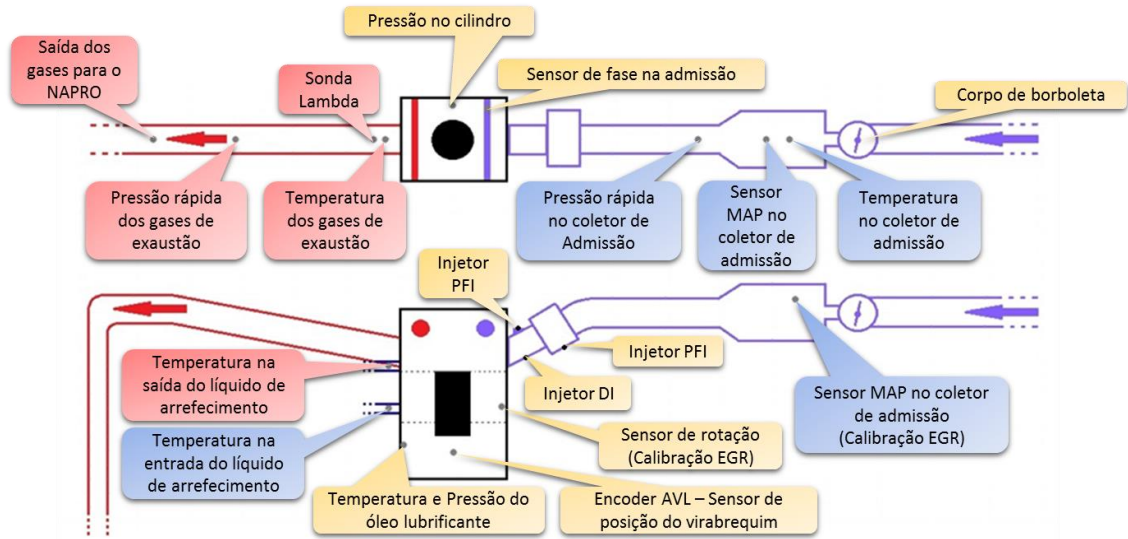 Pressão no cilindro
Saída dos
gases para o
NAPRO
Sonda
Lambda
Sensor de fase na admissão
Corpo de borboleta
Pressão rápida
dos gases de
exaustão
Temperatura
dos gases de
exaustão
Pressão rápida
no coletor de
Admissão
Sensor
MAP no
coletor de
admissão
Temperatura
no coletor de
admissão
Injetor
PFI
Injetor PFI
Injetor DI
Temperatura na
saída do líquido de
arrefecimento
Sensor MAP no coletor
de admissão
(Calibração EGR)
Temperatura na
entrada do líquido
de arrefecimento
Sensor de rotação
(Calibração EGR)
Temperatura e Pressão do
óleo lubrificante
Encoder AVL – Sensor de
posição do virabrequim